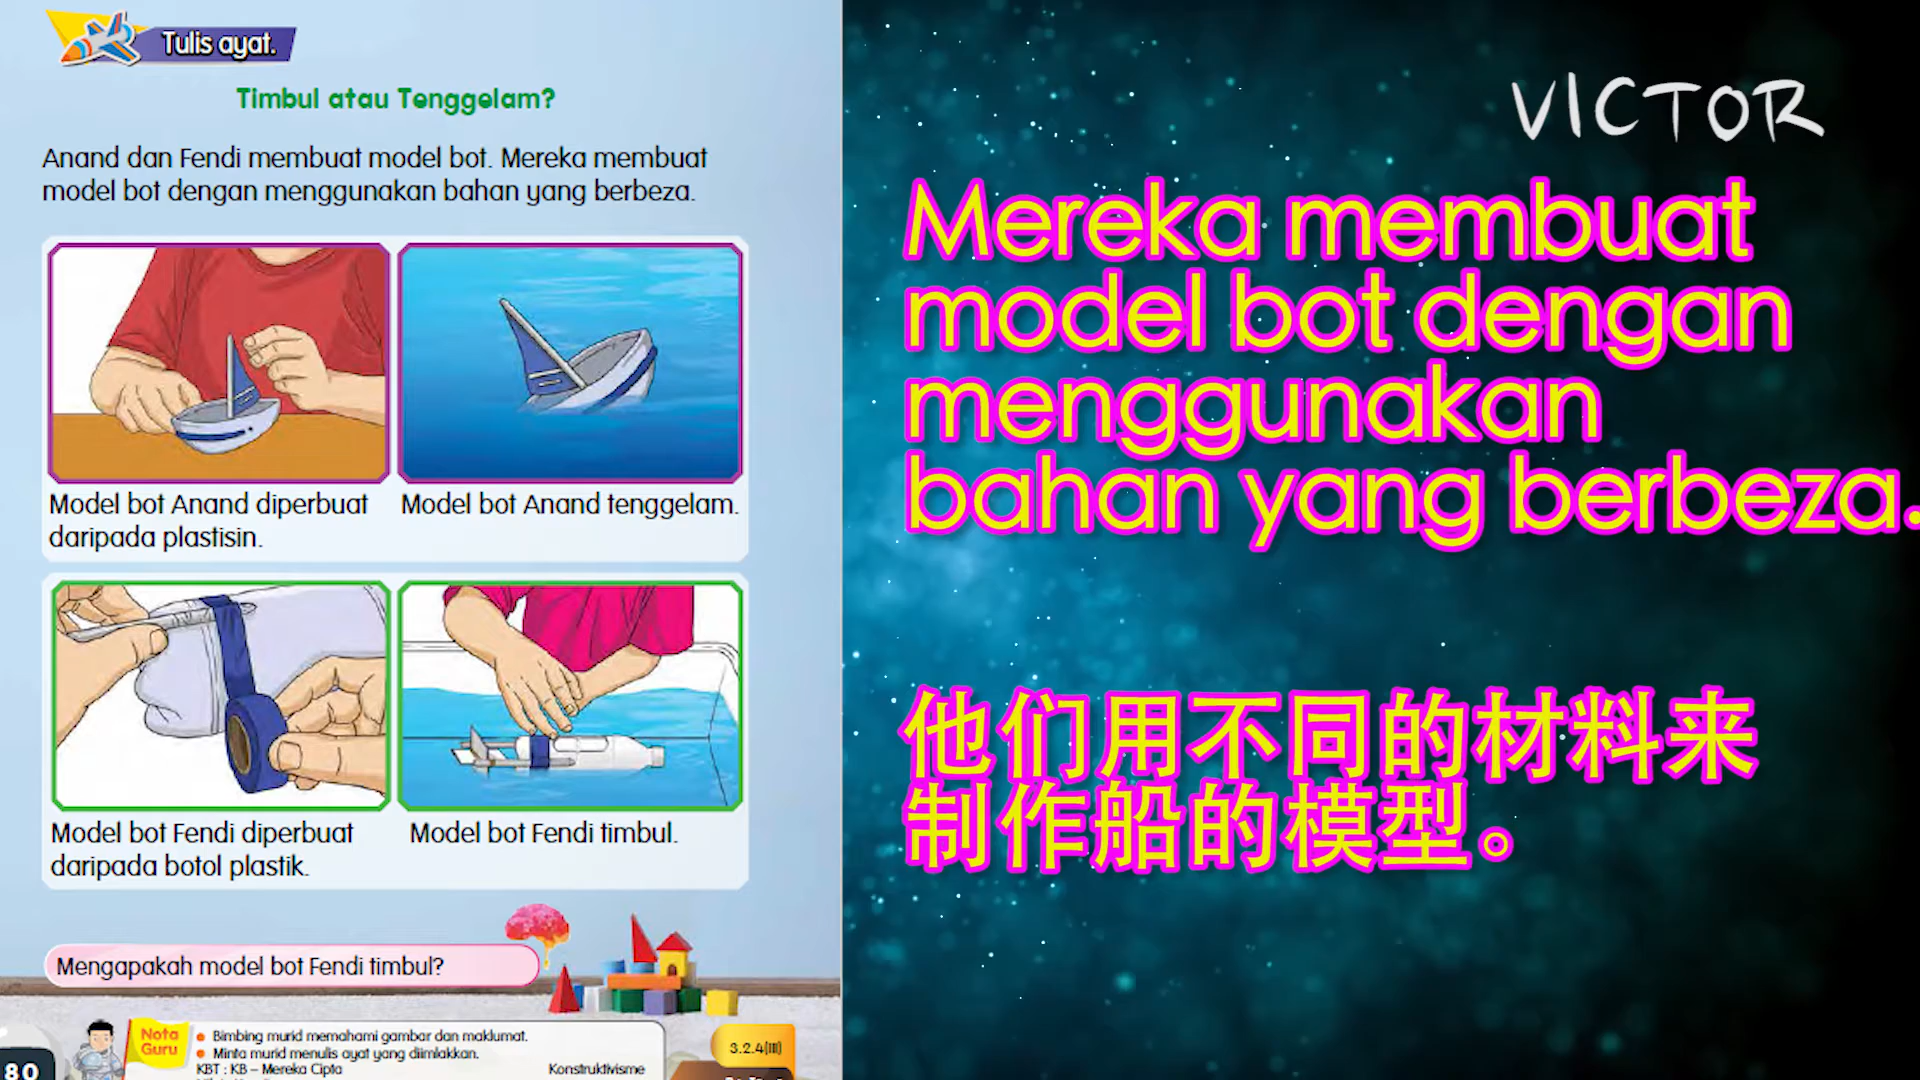 Tulis ayat.
Timbul atau Tenggelam?
Anand dan Fendi membuat model bot. Mereka membuat
model bot dengan menggunakan bahan yang berbeza.
Model bot Anand diperbuat
daripada plastisin.
Model bot Anand tenggelam.
Model bot Fendi diperbuat
daripada botol plastik.
Model bot Fendi timbul.
Mengapakah model bot Fendi timbul?
Nota
Guru
Bimbing murid memahami gambar dan maklumat.
Minta murid menulis ayat yang diimlakkan.
KBT : KB – Mereka Cipta
Konstruktivisme
3.2.4(iii)
80
VICTOR
Mereka membuat
model bot dengan
menggunakan
bahan yang berbeza.
他们用不同的材料来
制作船的模型。